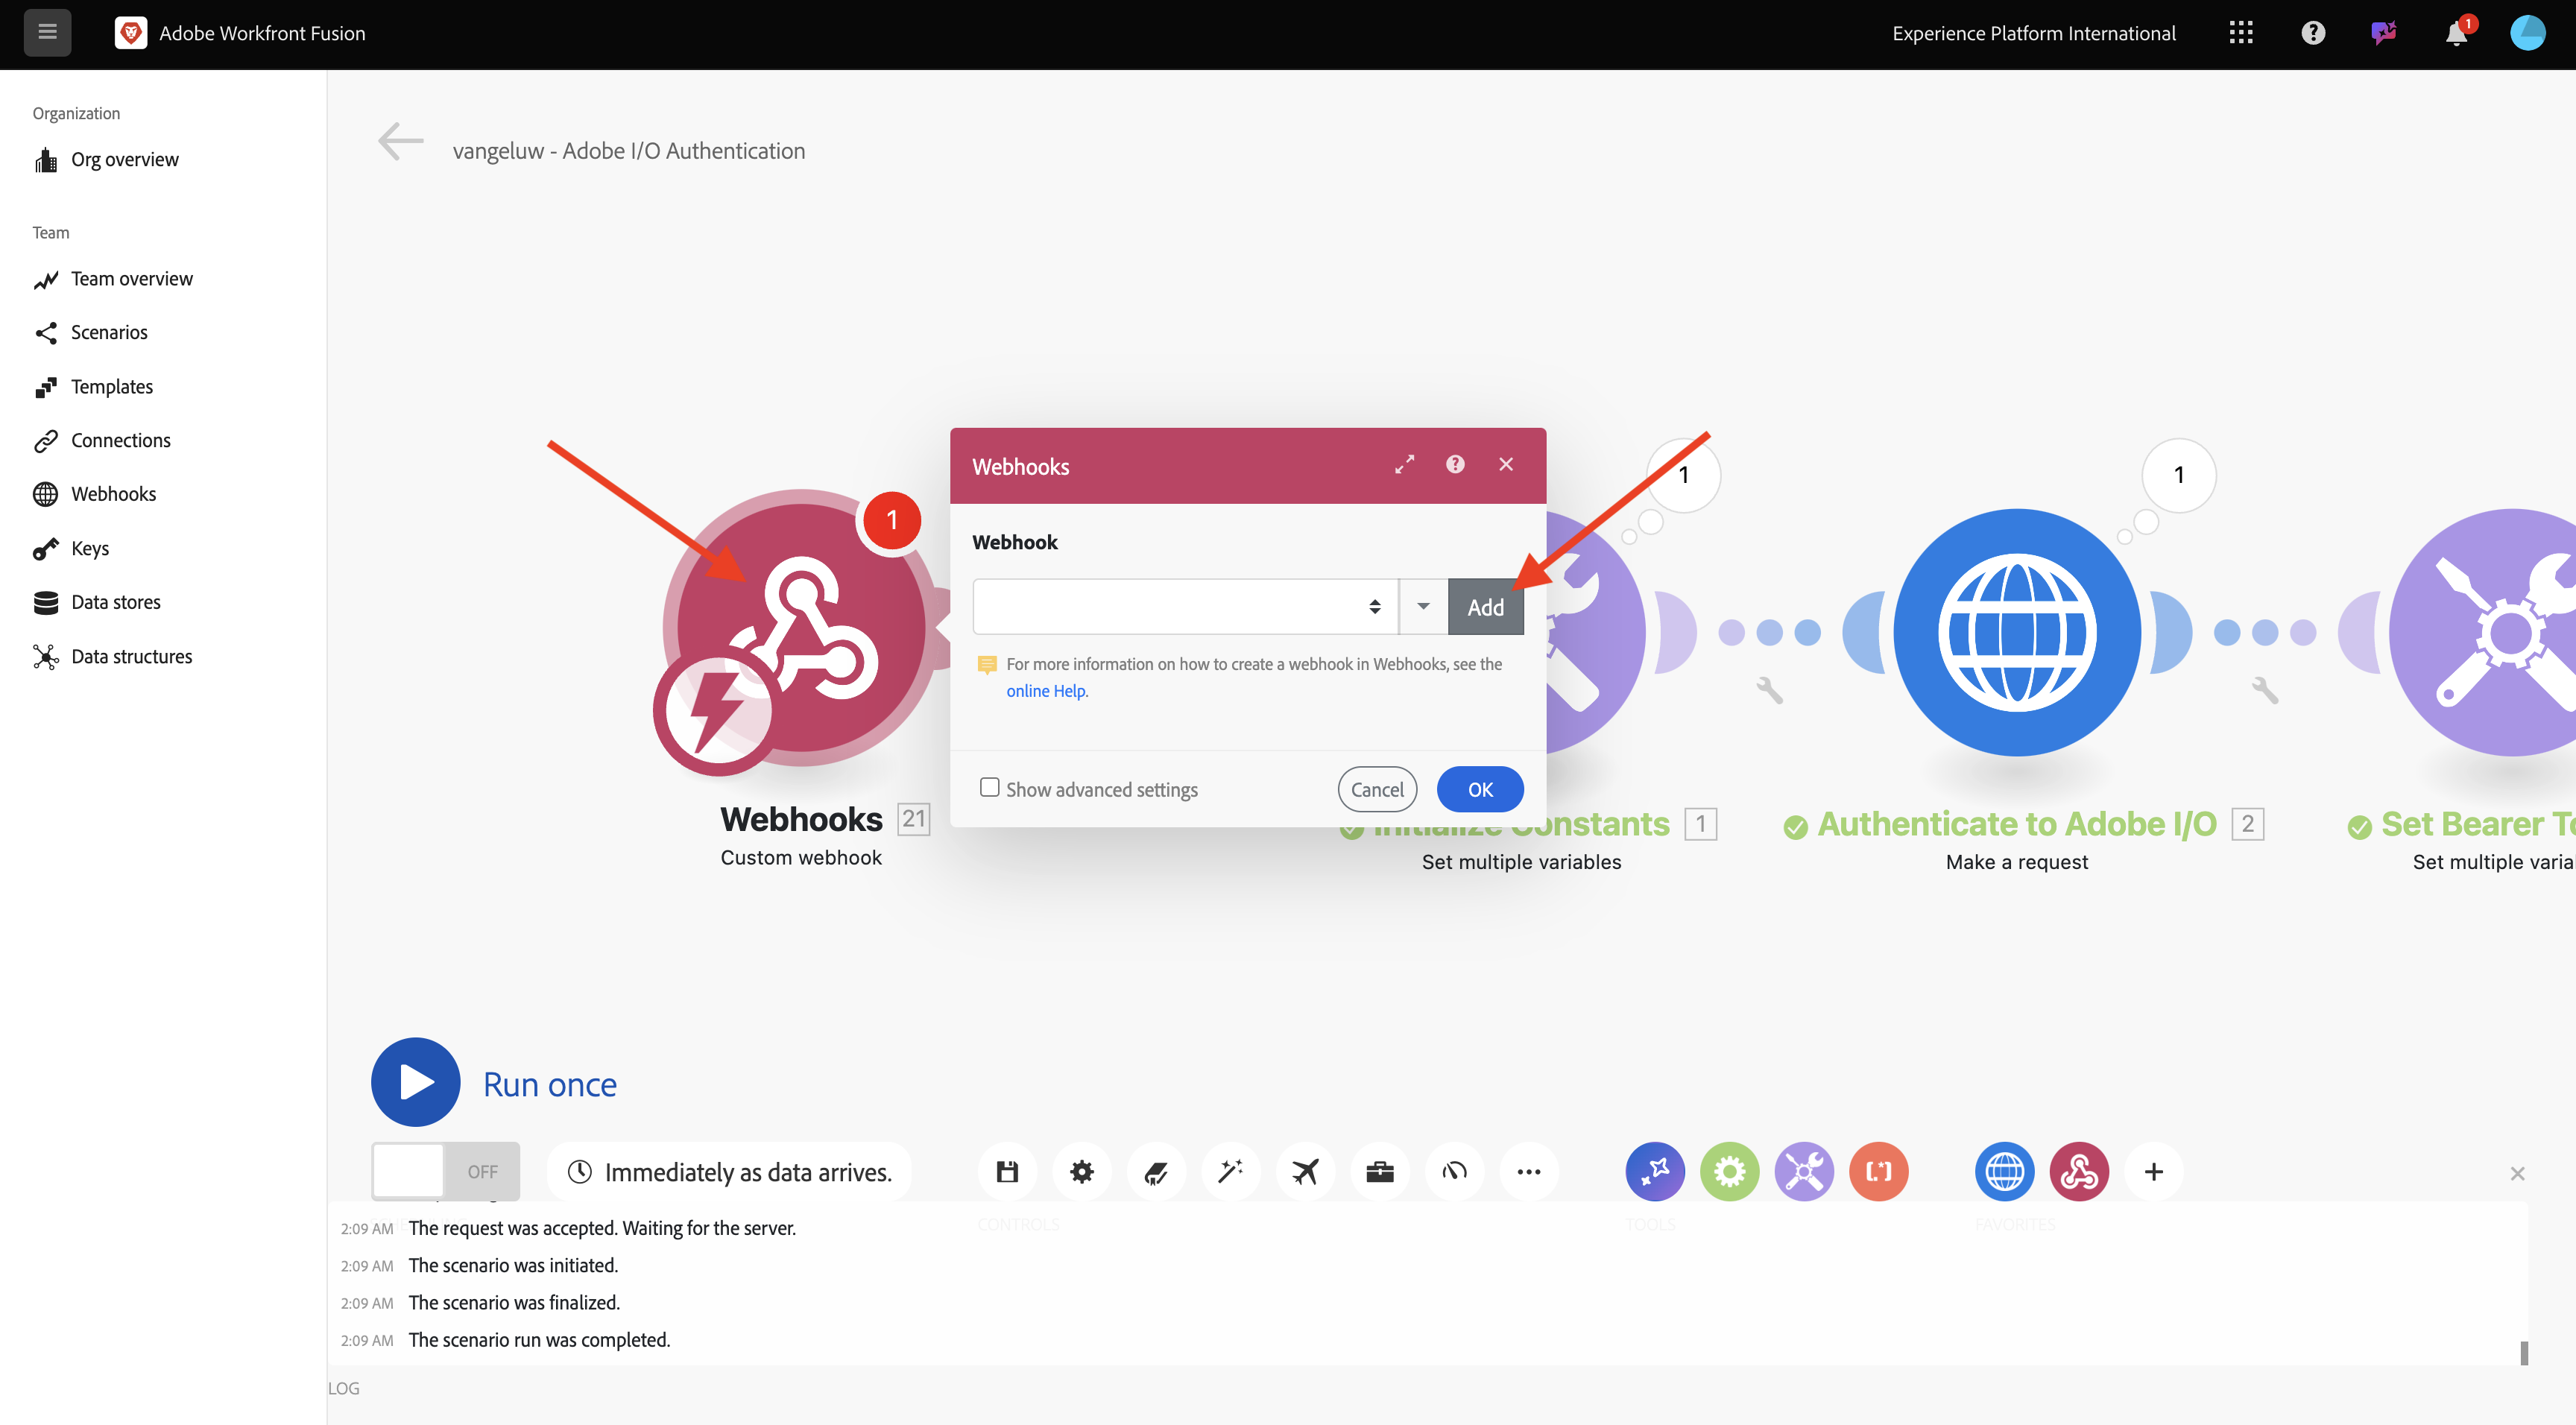 Adobe Workfront Fusion
Experience Platform International
1
Organization
Org overview
Team
Team overview
Scenarios
Templates
Connections
Webhooks
Keys
Data stores
Data structures
vangeluw - Adobe I/O Authentication
1
Webhooks 21
Custom webhook
Webhooks
Webhook
Add
For more information on how to create a webhook in Webhooks, see the
online Help.
Show advanced settings
Cancel
OK
1
Initialize Constants 1
Set multiple variables
1
Authenticate to Adobe I/O 2
Make a request
Set Bearer To
Set multiple varia
Run once
OFF
Immediately as data arrives.
CONTROLS
TOOLS
FAVORITES
2:09 AM The request was accepted. Waiting for the server.
2:09 AM The scenario was initiated.
2:09 AM The scenario was finalized.
2:09 AM The scenario run was completed.
LOG